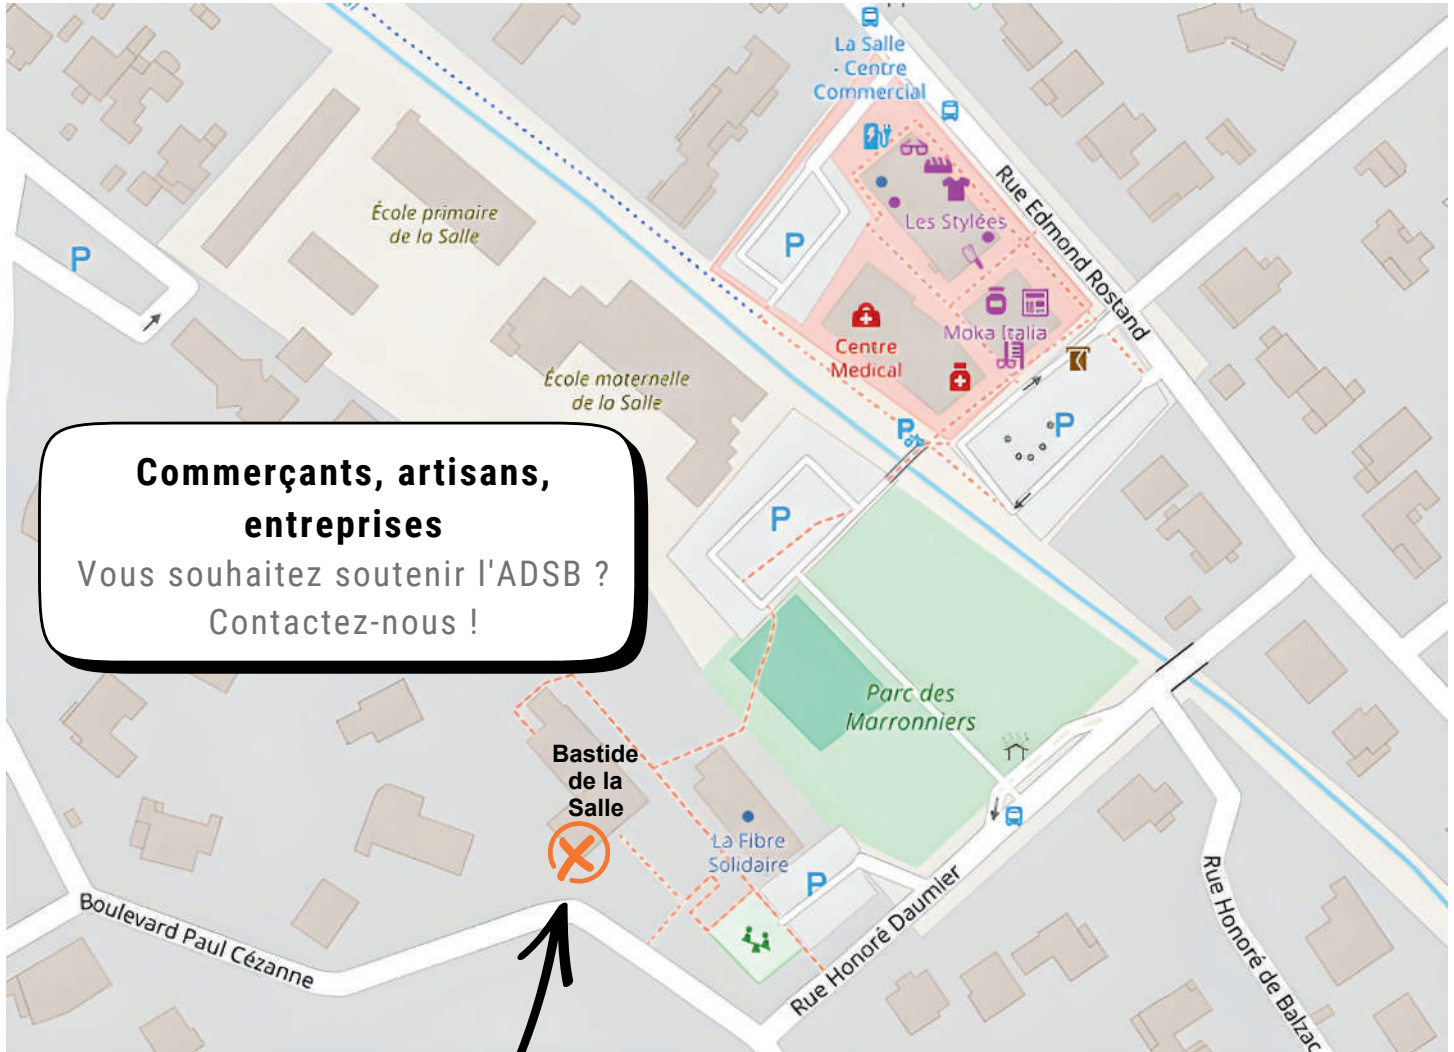 La Salle
- Centre
Commercial
Les Stylées
Rue Edmond Rostand
École primaire
de la Salle
P
P
Moka Italia
Centre
Medical
École moternelle
de la Salle
P
P
P
Commerçants, artisans,
entreprises
Vous souhaitez soutenir l'ADSB ?
Contactez-nous !
Parc des
Marronniers
Bastide
de la
Salle
La Fibre
Solidaire
P
Boulevard Paul Cézanne
Rue Honoré Daumier
Rue Honoré de Balzac